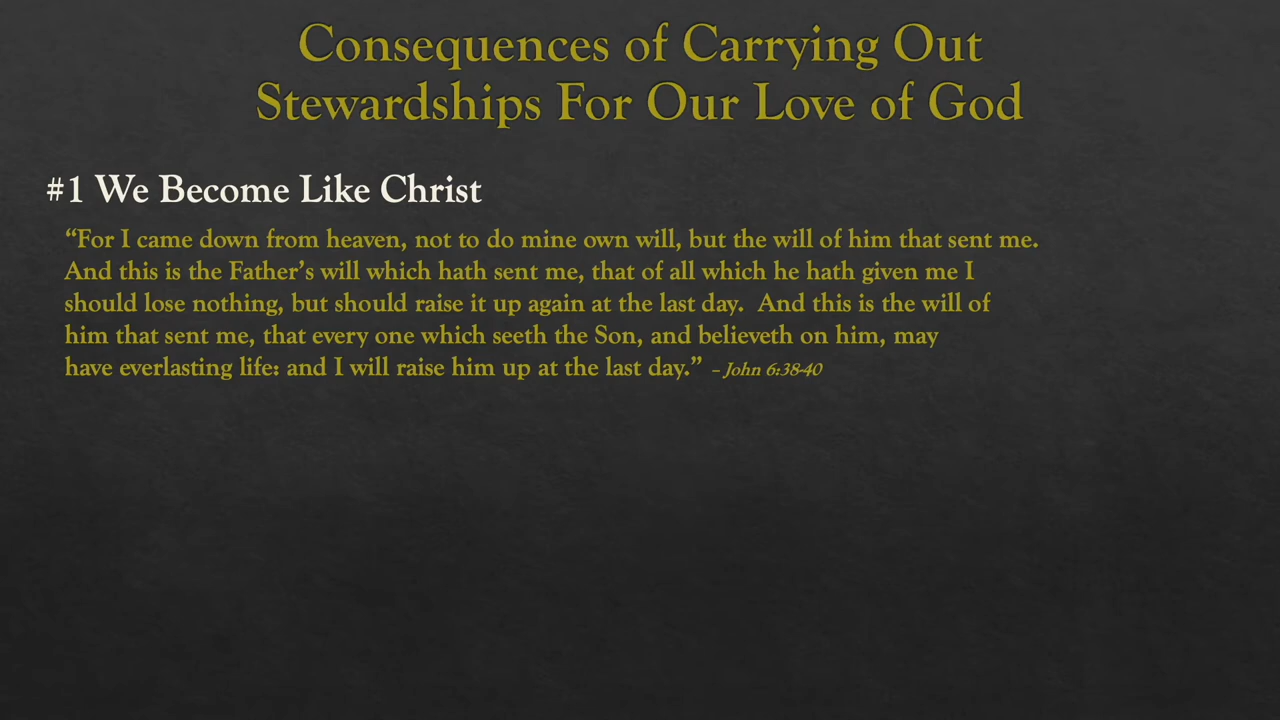 Consequences of Carrying Out
Stewardships For Our Love of God
#1 We Become Like Christ
“For I came down from heaven, not to do mine own will, but the will of him that sent me.
And this is the Father’s will which hath sent me, that of all which he hath given me I
should lose nothing, but should raise it up again at the last day.  And this is the will of
him that sent me, that every one which seeth the Son, and believeth on him, may
have everlasting life: and I will raise him up at the last day.” – John 6:38-40